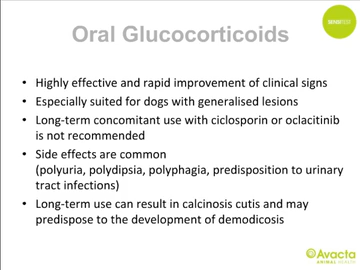 Oral Glucocorticoids
• Highly effective and rapid improvement of clinical signs
• Especially suited for dogs with generalised lesions
• Long-term concomitant use with ciclosporin or oclacitinib
is not recommended
• Side effects are common
(polyuria, polydipsia, polyphagia, predisposition to urinary
tract infections)
• Long-term use can result in calcinosis cutis and may
predispose to the development of demodicosis
Avacta
ANIMAL HEALTH